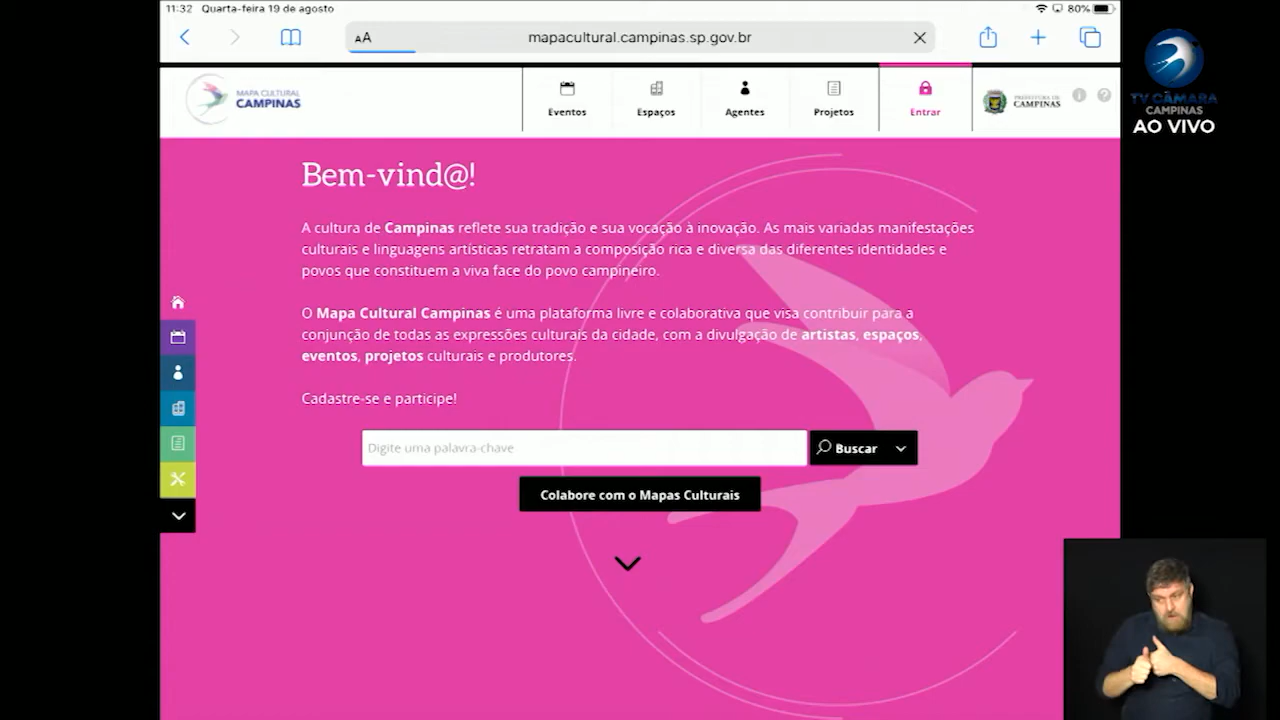 11:32 Quarta-feira 19 de agosto
80%
AA
mapacultural.campinas.sp.gov.br
TV CÂMARA
CAMPINAS
AO VIVO
MAPA CULTURAL
CAMPINAS
Eventos
Espaços
Agentes
Projetos
Entrar
PREFEITURA DE
CAMPINAS
Bem-vind@!
A cultura de Campinas reflete sua tradição e sua vocação à inovação. As mais variadas manifestações
culturais e linguagens artísticas retratam a composição rica e diversa das diferentes identidades e
povos que constituem a viva face do povo campineiro.
O Mapa Cultural Campinas é uma plataforma livre e colaborativa que visa contribuir para a
conjunção de todas as expressões culturais da cidade, com a divulgação de artistas, espaços,
eventos, projetos culturais e produtores.
Cadastre-se e participe!
Digite uma palavra-chave
Buscar
Colabore com o Mapas Culturais